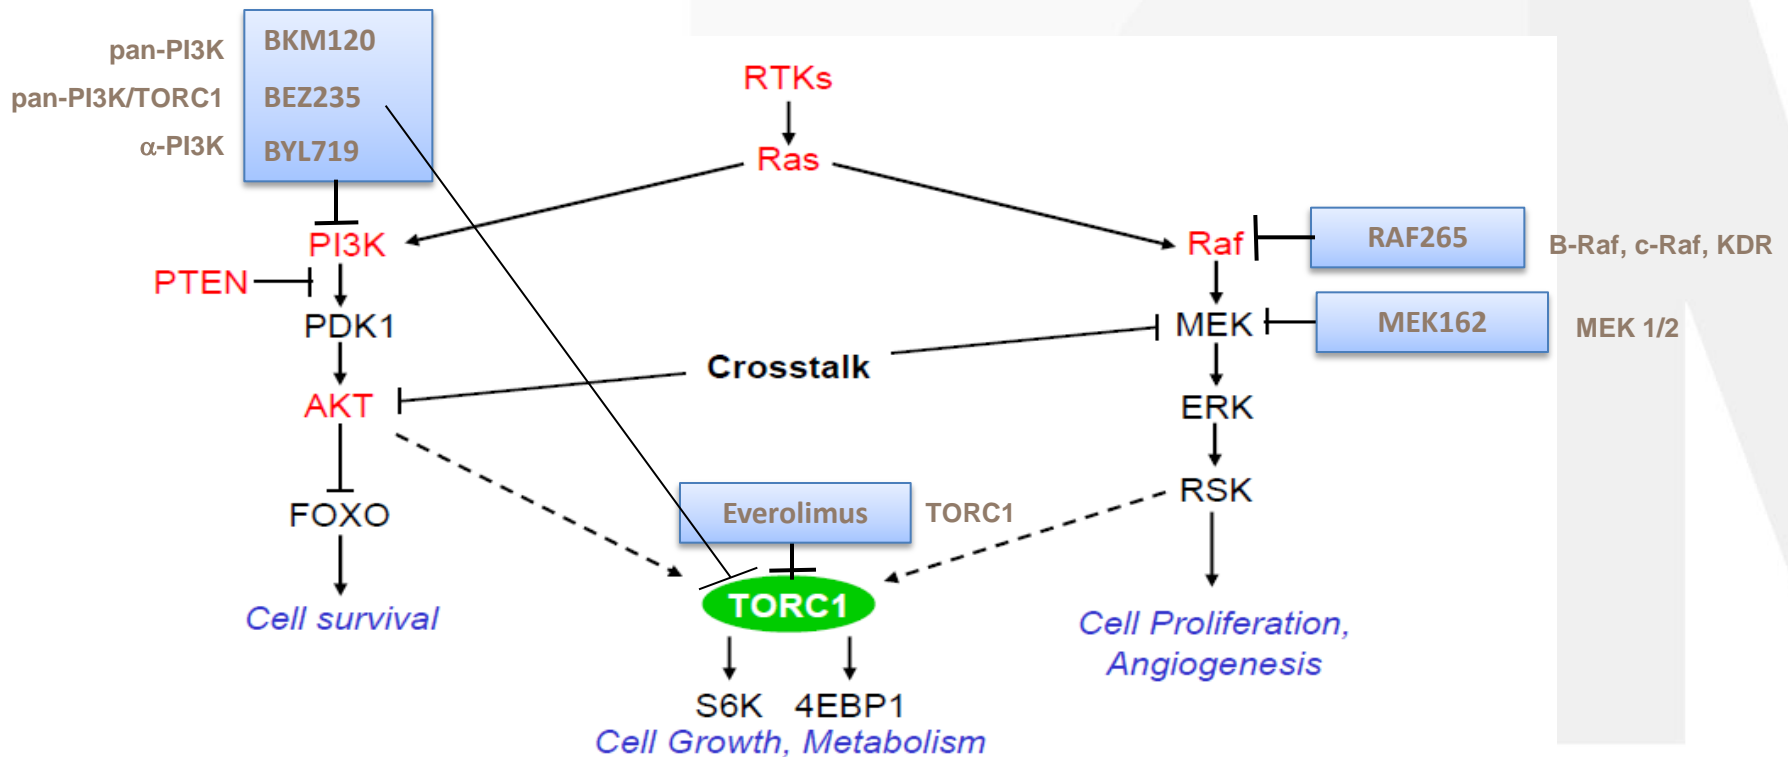 pan-PI3K BKM120
pan-PI3K/TORC1 BEZ235
α-PI3K BYL719
RTKs
Ras
PI3K
Raf
RAF265
B-Raf, c-Raf, KDR
PTEN
PDK1
MEK
MEK162
MEK 1/2
Crosstalk
AKT
ERK
FOXO
RSK
Everolimus TORC1
TORC1
Cell survival
Cell Proliferation,
Angiogenesis
S6K 4EBP1
Cell Growth, Metabolism